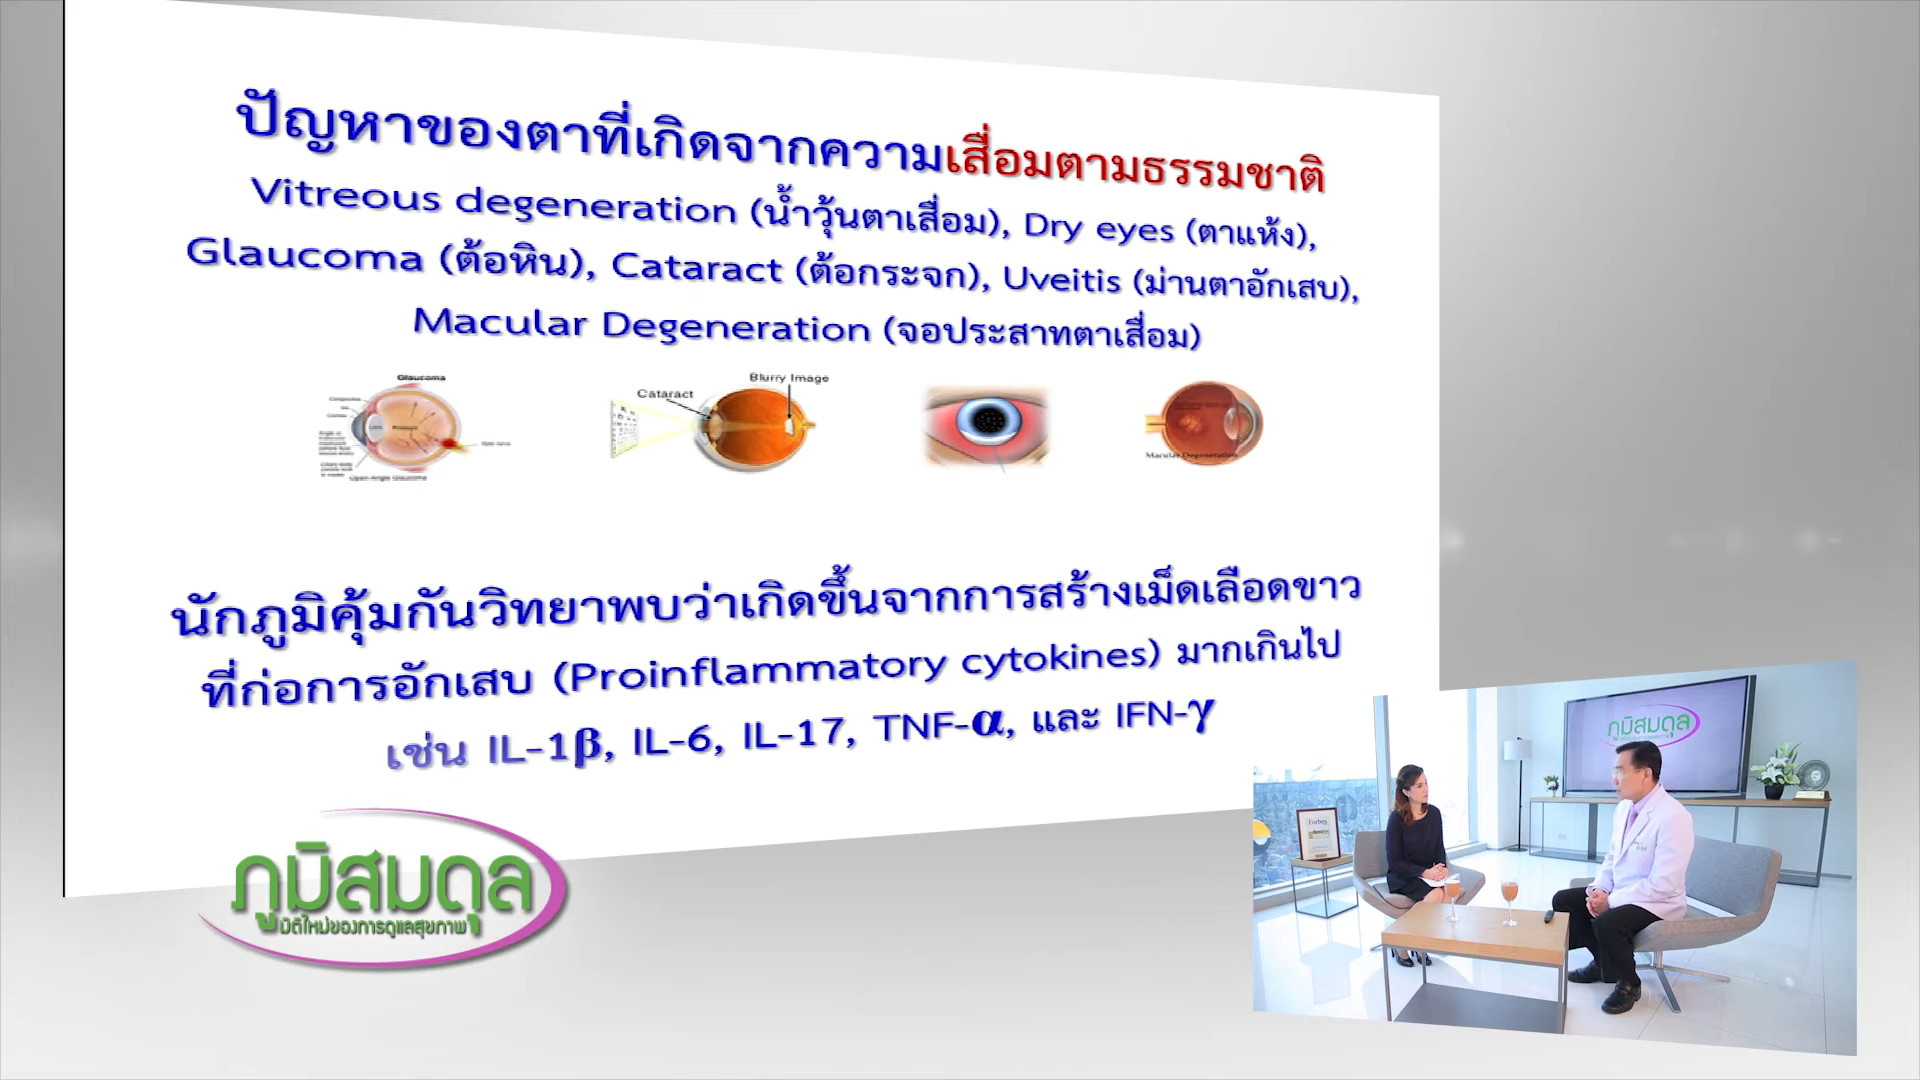 ปัญหาของตาที่เกิดจากความเสื่อมตามธรรมชาติ
Vitreous degeneration (น้ำวุ้นตาเสื่อม), Dry eyes (ตาแห้ง),
Glaucoma (ต้อหิน), Cataract (ต้อกระจก), Uveitis (ม่านตาอักเสบ),
Macular Degeneration (จอประสาทตาเสื่อม)
Glaucoma
Open-Angle Glaucoma
Cataract
Blurry Image
Macular Degeneration
นักภูมิคุ้มกันวิทยาพบว่าเกิดขึ้นจากการสร้างเม็ดเลือดขาว
ที่ก่อการอักเสบ (Proinflammatory cytokines) มากเกินไป
เช่น IL-1β, IL-6, IL-17, TNF-α, และ IFN-γ
ภูมิสมดุล
มิติใหม่ของการดูแลสุขภาพ
ภูมิสมดุล
Forbes